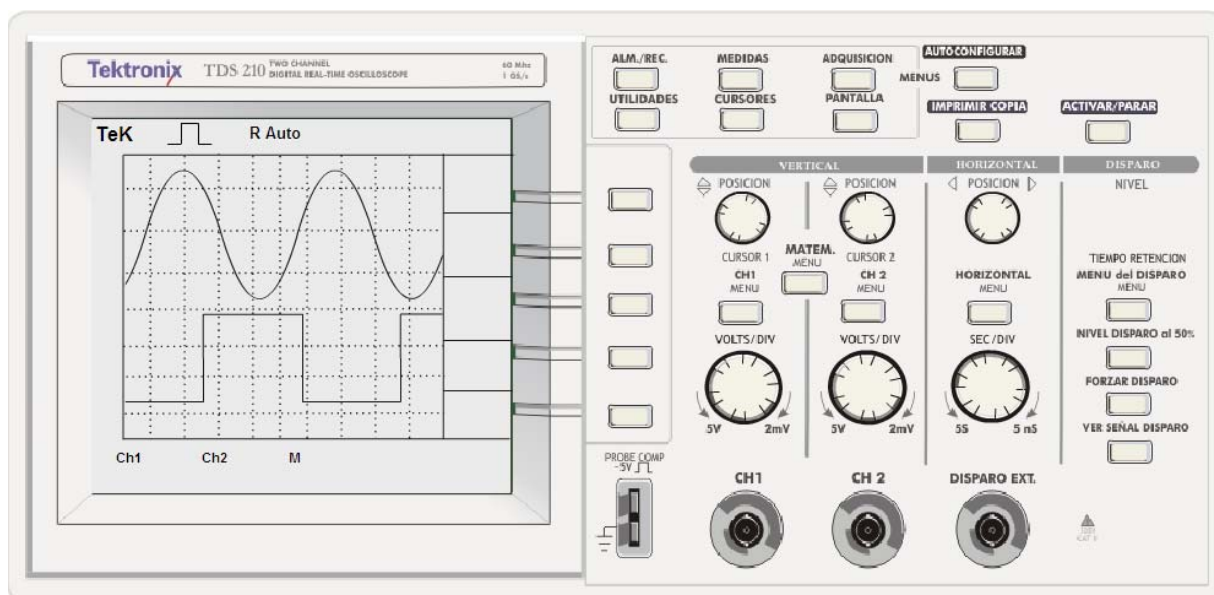 Tektronix TDS 210 TWO CHANNEL
DIGITAL REAL-TIME OSCILLOSCOPE
60 Mhz
1 GS/s
TeK R Auto
Ch1 Ch2 M
ALM./REC. MEDIDAS ADQUISICION
UTILIDADES CURSORES PANTALLA
MENUS
AUTOCONFIGURAR
IMPRIMIR COPIA
ACTIVAR/PARAR
VERTICAL HORIZONTAL DISPARO
POSICION POSICION POSICION NIVEL
CURSOR 1 MATEM. CURSOR 2
MENU
CH1 CH 2 HORIZONTAL
MENU MENU MENU
TIEMPO RETENCION
MENU del DISPARO
MENU
VOLTS/DIV VOLTS/DIV SEC/DIV
NIVEL DISPARO al 50%
FORZAR DISPARO
5V 2mV 5V 2mV 5S 5 nS
VER SEÑAL DISPARO
PROBE COMP
~5V
CH1 CH 2 DISPARO EXT.